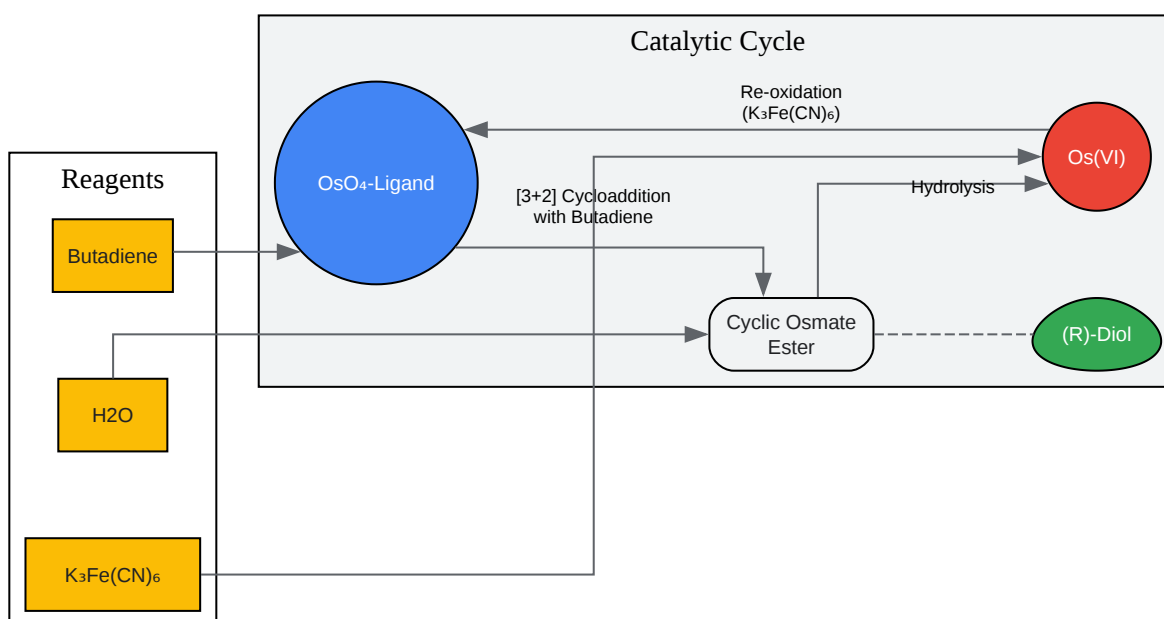 Catalytic Cycle
Re-oxidation
(K₃Fe(CN)₆)
Os(VI)
OsO₄-Ligand
[3+2] Cycloaddition
with Butadiene
Hydrolysis
Reagents
Butadiene
Cyclic Osmate
Ester
(R)-Diol
H2O
K₃Fe(CN)₆